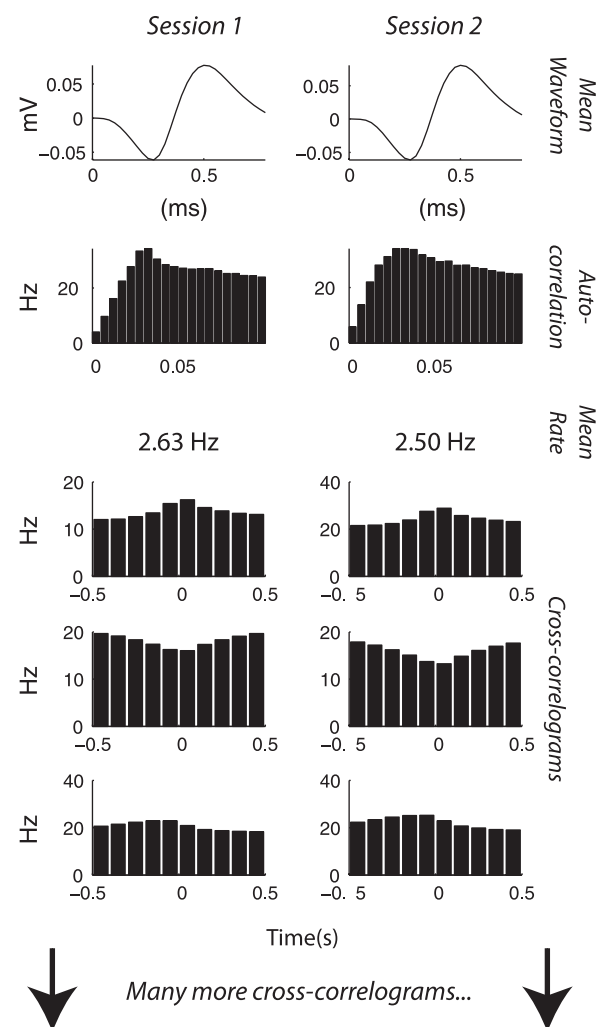 Session 1 Session 2
0.05 0.05
mV
0 0
−0.05 −0.05
0 0.5 0 0.5
(ms) (ms)
Mean
Waveform
Hz
20 20
0 0
0 0.05 0 0.05
Auto-
correlation
2.63 Hz 2.50 Hz
Mean
Rate
20 40
Hz
10 20
0 0
−0.5 0 0.5 −0. 5 0 0.5
20 20
Hz
10 10
0 0
−0.5 0 0.5 −0. 5 0 0.5
40 40
Hz
20 20
0 0
−0.5 0 0.5 −0. 5 0 0.5
Cross-correlograms
Time(s)
Many more cross-correlograms...